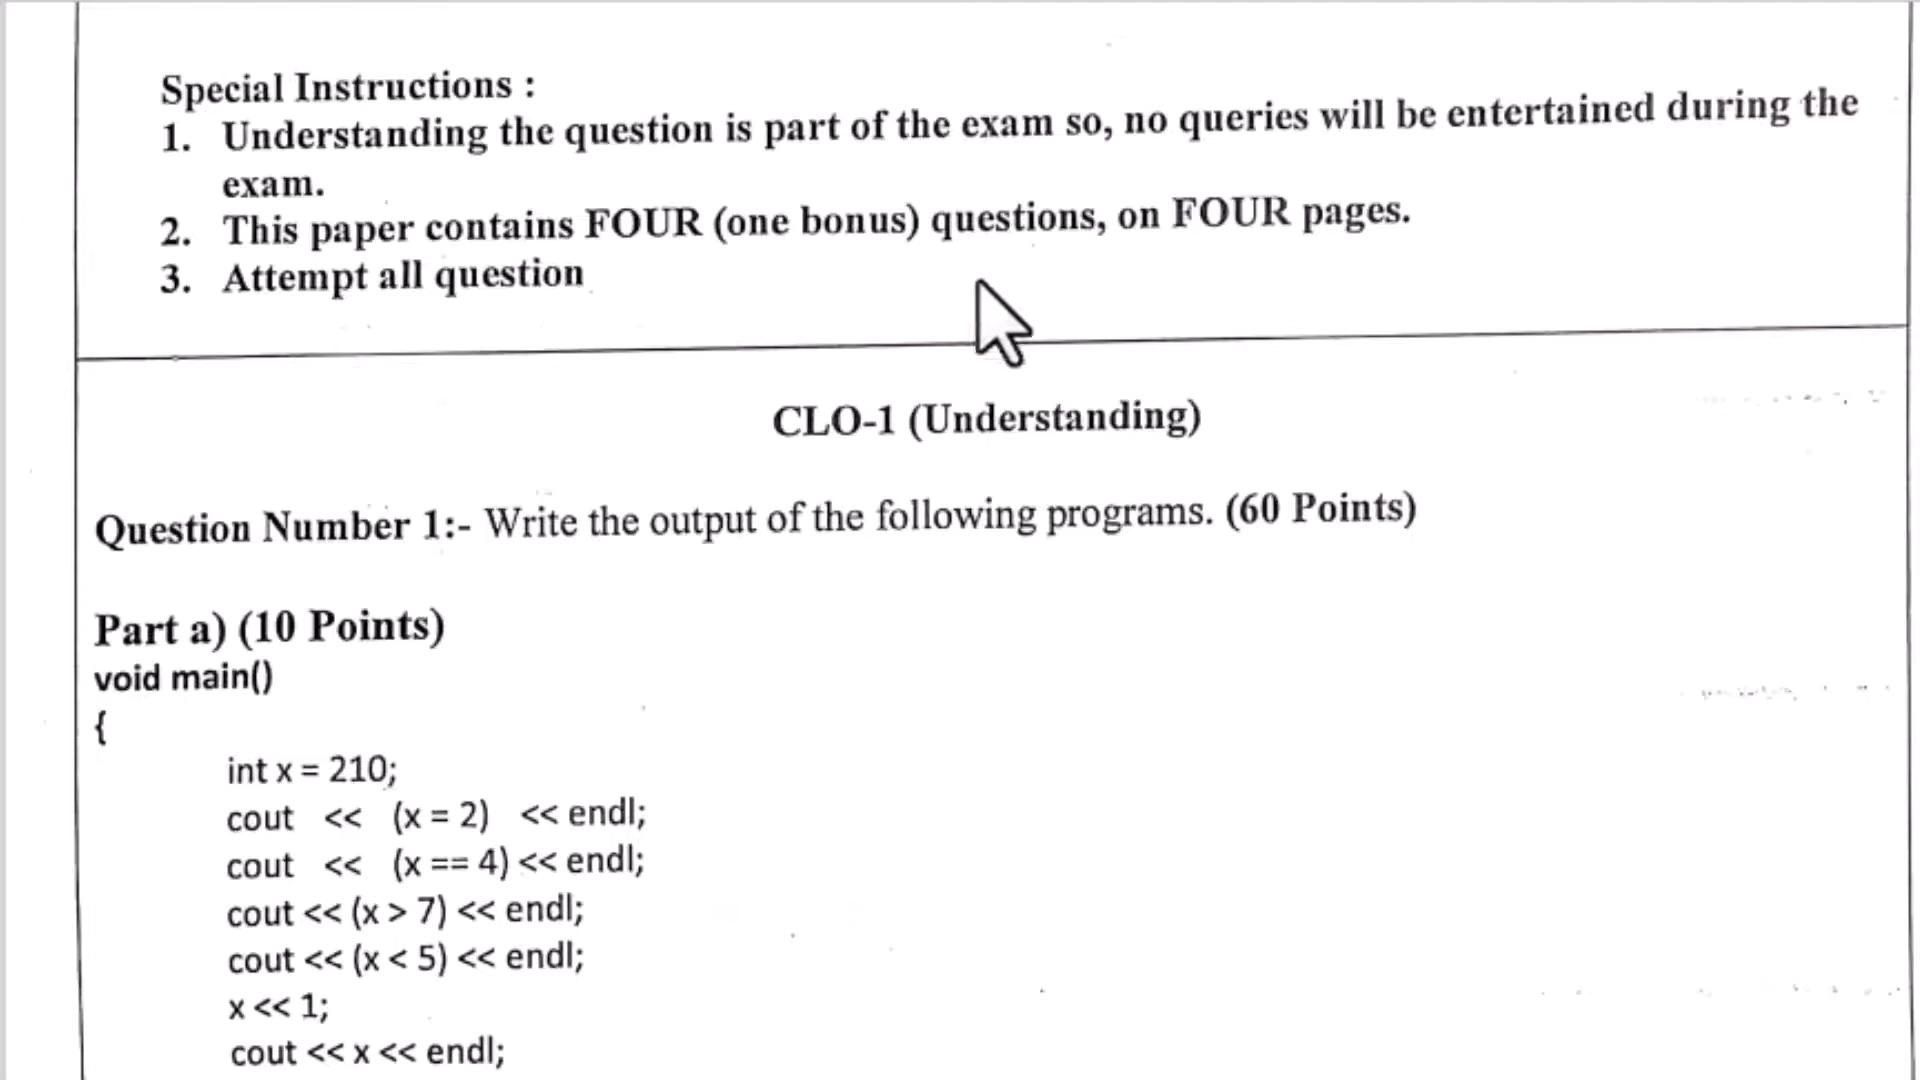 Special Instructions :
1. Understanding the question is part of the exam so, no queries will be entertained during the
exam.
2. This paper contains FOUR (one bonus) questions, on FOUR pages.
3. Attempt all question
CLO-1 (Understanding)
Question Number 1:- Write the output of the following programs. (60 Points)
Part a) (10 Points)
void main()
{
int x = 210;
cout << (x = 2) << endl;
cout << (x == 4) << endl;
cout << (x > 7) << endl;
cout << (x < 5) << endl;
x << 1;
cout << x << endl;